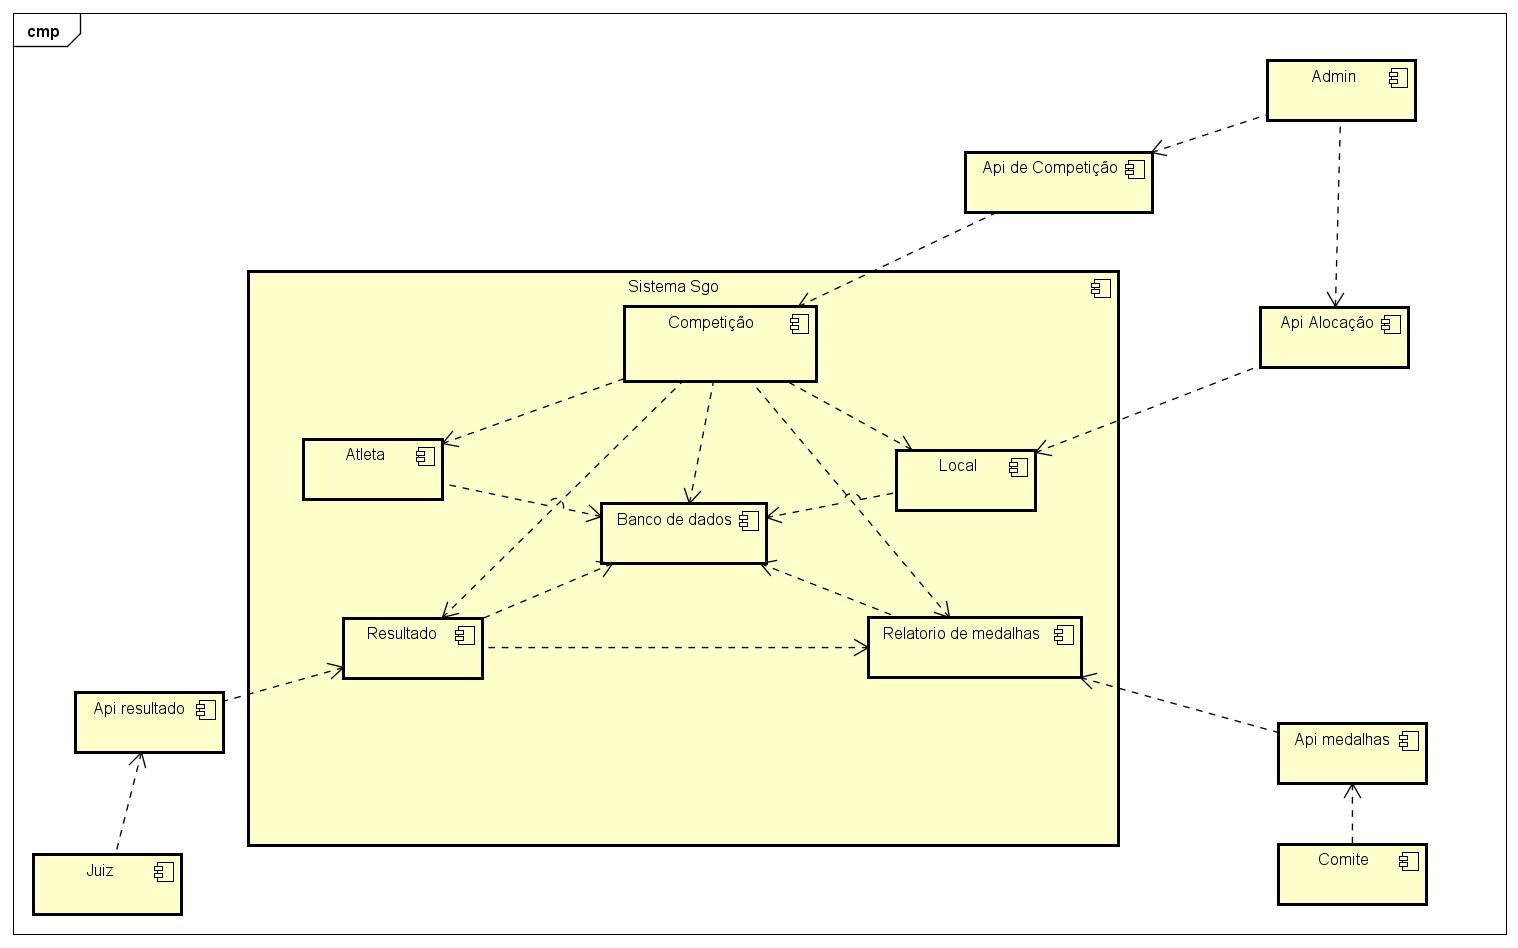 cmp
Admin
Api de Competição
Sistema Sgo
Competição
Api Alocação
Atleta
Local
Banco de dados
Resultado
Relatorio de medalhas
Api resultado
Api medalhas
Juiz
Comite